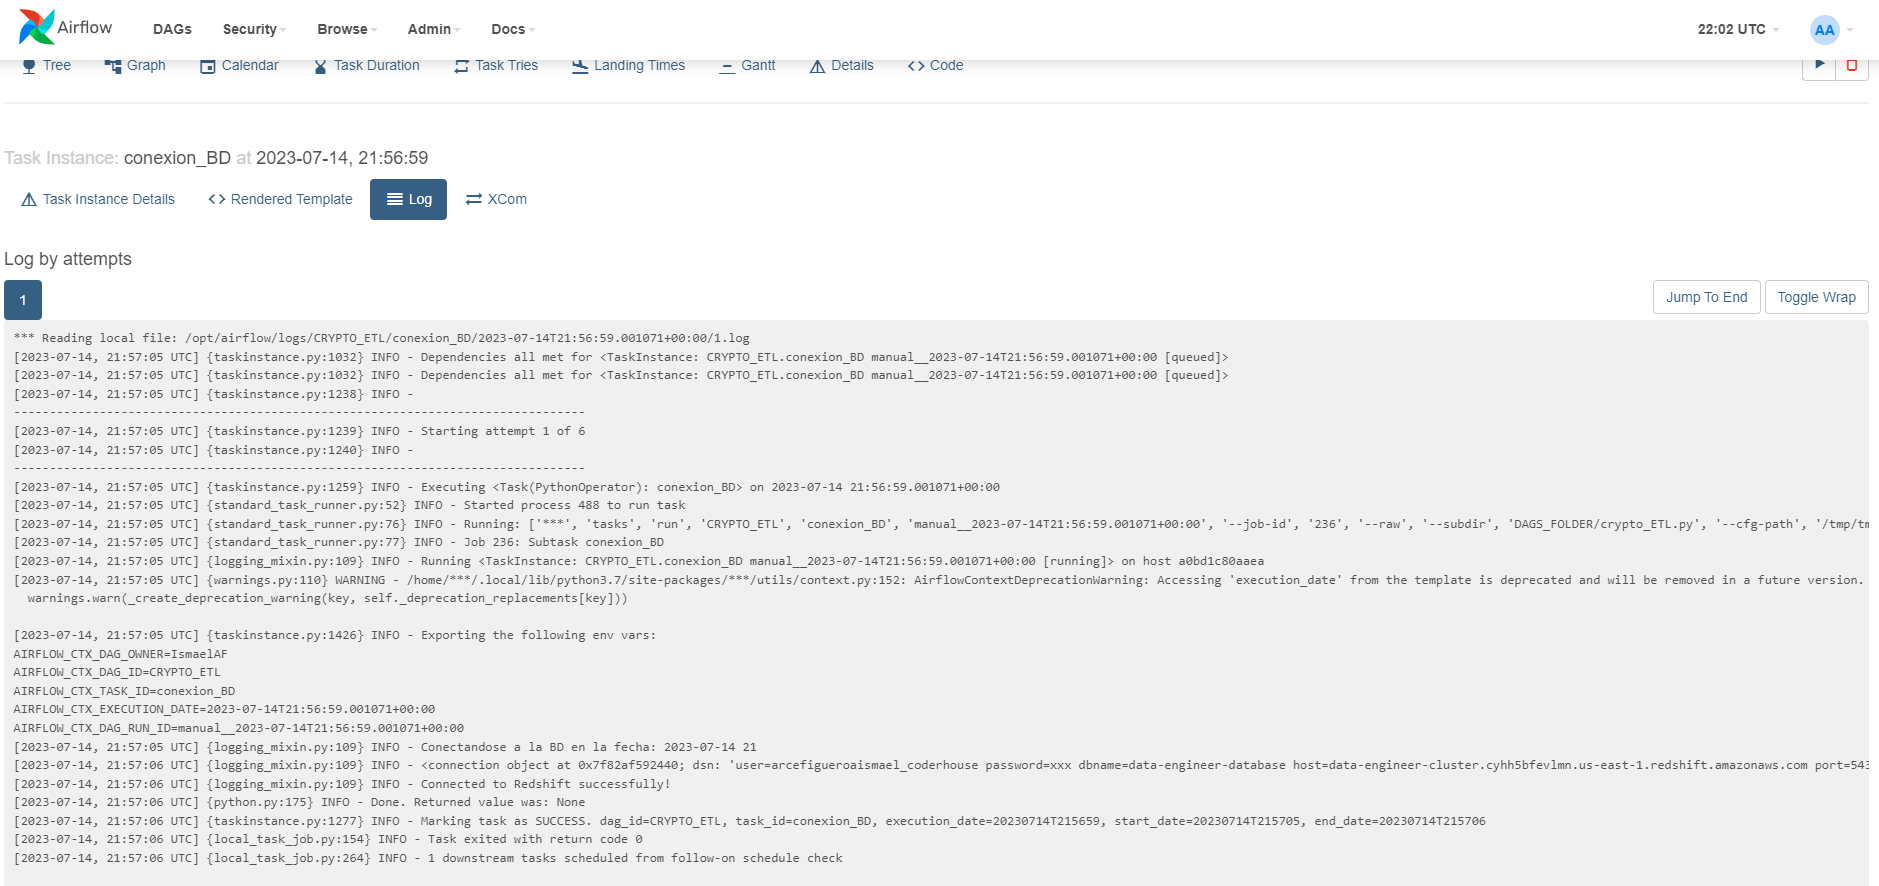 Airflow DAGs Security Browse Admin Docs 22:02 UTC AA
Tree Graph Calendar Task Duration Task Tries Landing Times Gantt Details Code
Task Instance: conexion_BD at 2023-07-14, 21:56:59
Task Instance Details Rendered Template Log XCom
Log by attempts
1 Jump To End Toggle Wrap
*** Reading local file: /opt/airflow/logs/CRYPTO_ETL/conexion_BD/2023-07-14T21:56:59.001071+00:00/1.log
[2023-07-14, 21:57:05 UTC] {taskinstance.py:1032} INFO - Dependencies all met for <TaskInstance: CRYPTO_ETL.conexion_BD manual__2023-07-14T21:56:59.001071+00:00 [queued]>
[2023-07-14, 21:57:05 UTC] {taskinstance.py:1032} INFO - Dependencies all met for <TaskInstance: CRYPTO_ETL.conexion_BD manual__2023-07-14T21:56:59.001071+00:00 [queued]>
[2023-07-14, 21:57:05 UTC] {taskinstance.py:1238} INFO -
--------------------------------------------------------------------------------
[2023-07-14, 21:57:05 UTC] {taskinstance.py:1239} INFO - Starting attempt 1 of 6
[2023-07-14, 21:57:05 UTC] {taskinstance.py:1240} INFO -
--------------------------------------------------------------------------------
[2023-07-14, 21:57:05 UTC] {taskinstance.py:1259} INFO - Executing <Task(PythonOperator): conexion_BD> on 2023-07-14 21:56:59.001071+00:00
[2023-07-14, 21:57:05 UTC] {standard_task_runner.py:52} INFO - Started process 488 to run task
[2023-07-14, 21:57:05 UTC] {standard_task_runner.py:76} INFO - Running: ['***', 'tasks', 'run', 'CRYPTO_ETL', 'conexion_BD', 'manual__2023-07-14T21:56:59.001071+00:00', '--job-id', '236', '--raw', '--subdir', 'DAGS_FOLDER/crypto_ETL.py', '--cfg-path', '/tmp/tm
[2023-07-14, 21:57:05 UTC] {standard_task_runner.py:77} INFO - Job 236: Subtask conexion_BD
[2023-07-14, 21:57:05 UTC] {logging_mixin.py:109} INFO - Running <TaskInstance: CRYPTO_ETL.conexion_BD manual__2023-07-14T21:56:59.001071+00:00 [running]> on host a0bd1c80aaea
[2023-07-14, 21:57:05 UTC] {warnings.py:110} WARNING - /home/***/.local/lib/python3.7/site-packages/***/utils/context.py:152: AirflowContextDeprecationWarning: Accessing 'execution_date' from the template is deprecated and will be removed in a future version.
warnings.warn(_create_deprecation_warning(key, self._deprecation_replacements[key]))
[2023-07-14, 21:57:05 UTC] {taskinstance.py:1426} INFO - Exporting the following env vars:
AIRFLOW_CTX_DAG_OWNER=IsmaelAF
AIRFLOW_CTX_DAG_ID=CRYPTO_ETL
AIRFLOW_CTX_TASK_ID=conexion_BD
AIRFLOW_CTX_EXECUTION_DATE=2023-07-14T21:56:59.001071+00:00
AIRFLOW_CTX_DAG_RUN_ID=manual__2023-07-14T21:56:59.001071+00:00
[2023-07-14, 21:57:05 UTC] {logging_mixin.py:109} INFO - Conectandose a la BD en la fecha: 2023-07-14 21
[2023-07-14, 21:57:06 UTC] {logging_mixin.py:109} INFO - <connection object at 0x7f82af592440; dsn: 'user=arcefigueroaismael_coderhouse password=xxx dbname=data-engineer-database host=data-engineer-cluster.cyhh5bfevlmn.us-east-1.redshift.amazonaws.com port=543
[2023-07-14, 21:57:06 UTC] {logging_mixin.py:109} INFO - Connected to Redshift successfully!
[2023-07-14, 21:57:06 UTC] {python.py:175} INFO - Done. Returned value was: None
[2023-07-14, 21:57:06 UTC] {taskinstance.py:1277} INFO - Marking task as SUCCESS. dag_id=CRYPTO_ETL, task_id=conexion_BD, execution_date=20230714T215659, start_date=20230714T215705, end_date=20230714T215706
[2023-07-14, 21:57:06 UTC] {local_task_job.py:154} INFO - Task exited with return code 0
[2023-07-14, 21:57:06 UTC] {local_task_job.py:264} INFO - 1 downstream tasks scheduled from follow-on schedule check